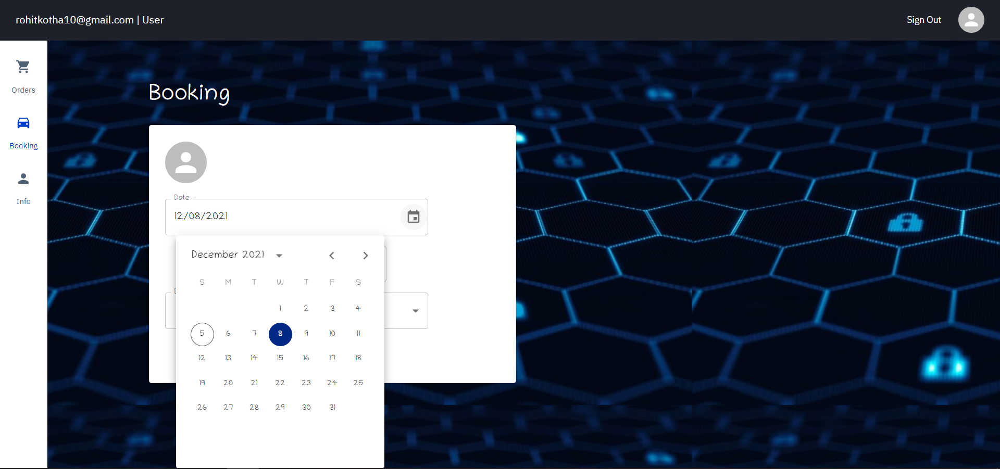 rohitkotha10@gmail.com | User
Sign Out
Orders
Booking
Info
Booking
Date
12/08/2021
December 2021
S M T W T F S
1 2 3 4
5 6 7 8 9 10 11
12 13 14 15 16 17 18
19 20 21 22 23 24 25
26 27 28 29 30 31